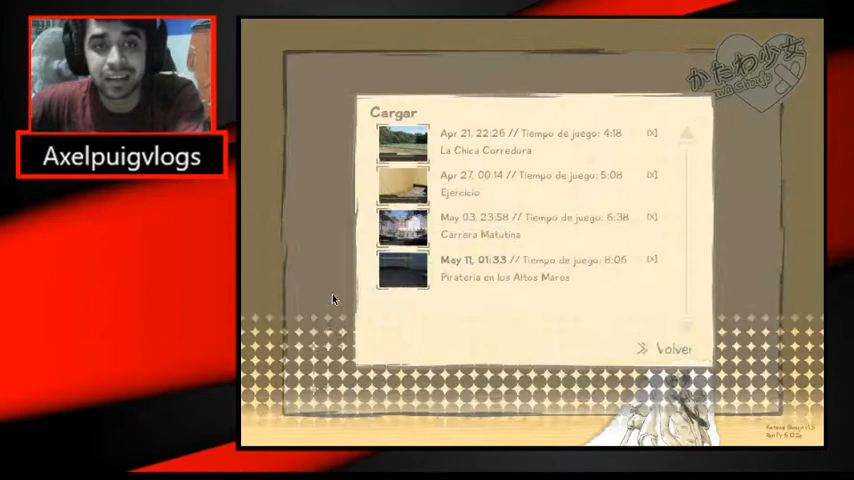 かたわ少女
Axelpuigvlogs
Cargar
Apr 21, 22:26 // Tiempo de juego: 4:18 [X]
La Chica Corredora
Apr 27, 00:14 // Tiempo de juego: 5:08 [X]
Ejercicio
May 03, 23:58 // Tiempo de juego: 6:38 [X]
Carrera Matutina
May 11, 01:33 // Tiempo de juego: 8:06 [X]
Piratería en los Altos Mares
>> Volver